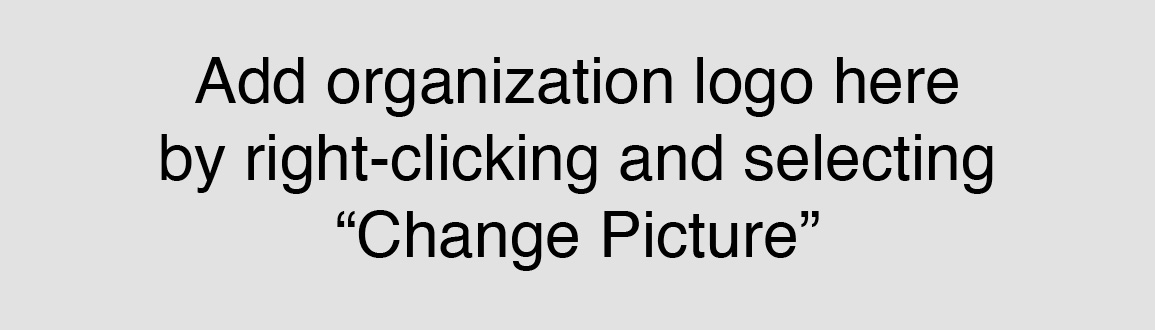 Add organization logo here
by right-clicking and selecting
“Change Picture”